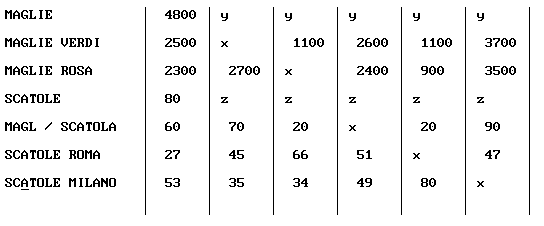 MAGLIE 4800 y y y y y
MAGLIE VERDI 2500 x 1100 2600 1100 3700
MAGLIE ROSA 2300 2700 x 2400 900 3500
SCATOLE 80 z z z z z
MAGL / SCATOLA 60 70 20 x 20 90
SCATOLE ROMA 27 45 66 51 x 47
SCATOLE MILANO 53 35 34 49 80 x